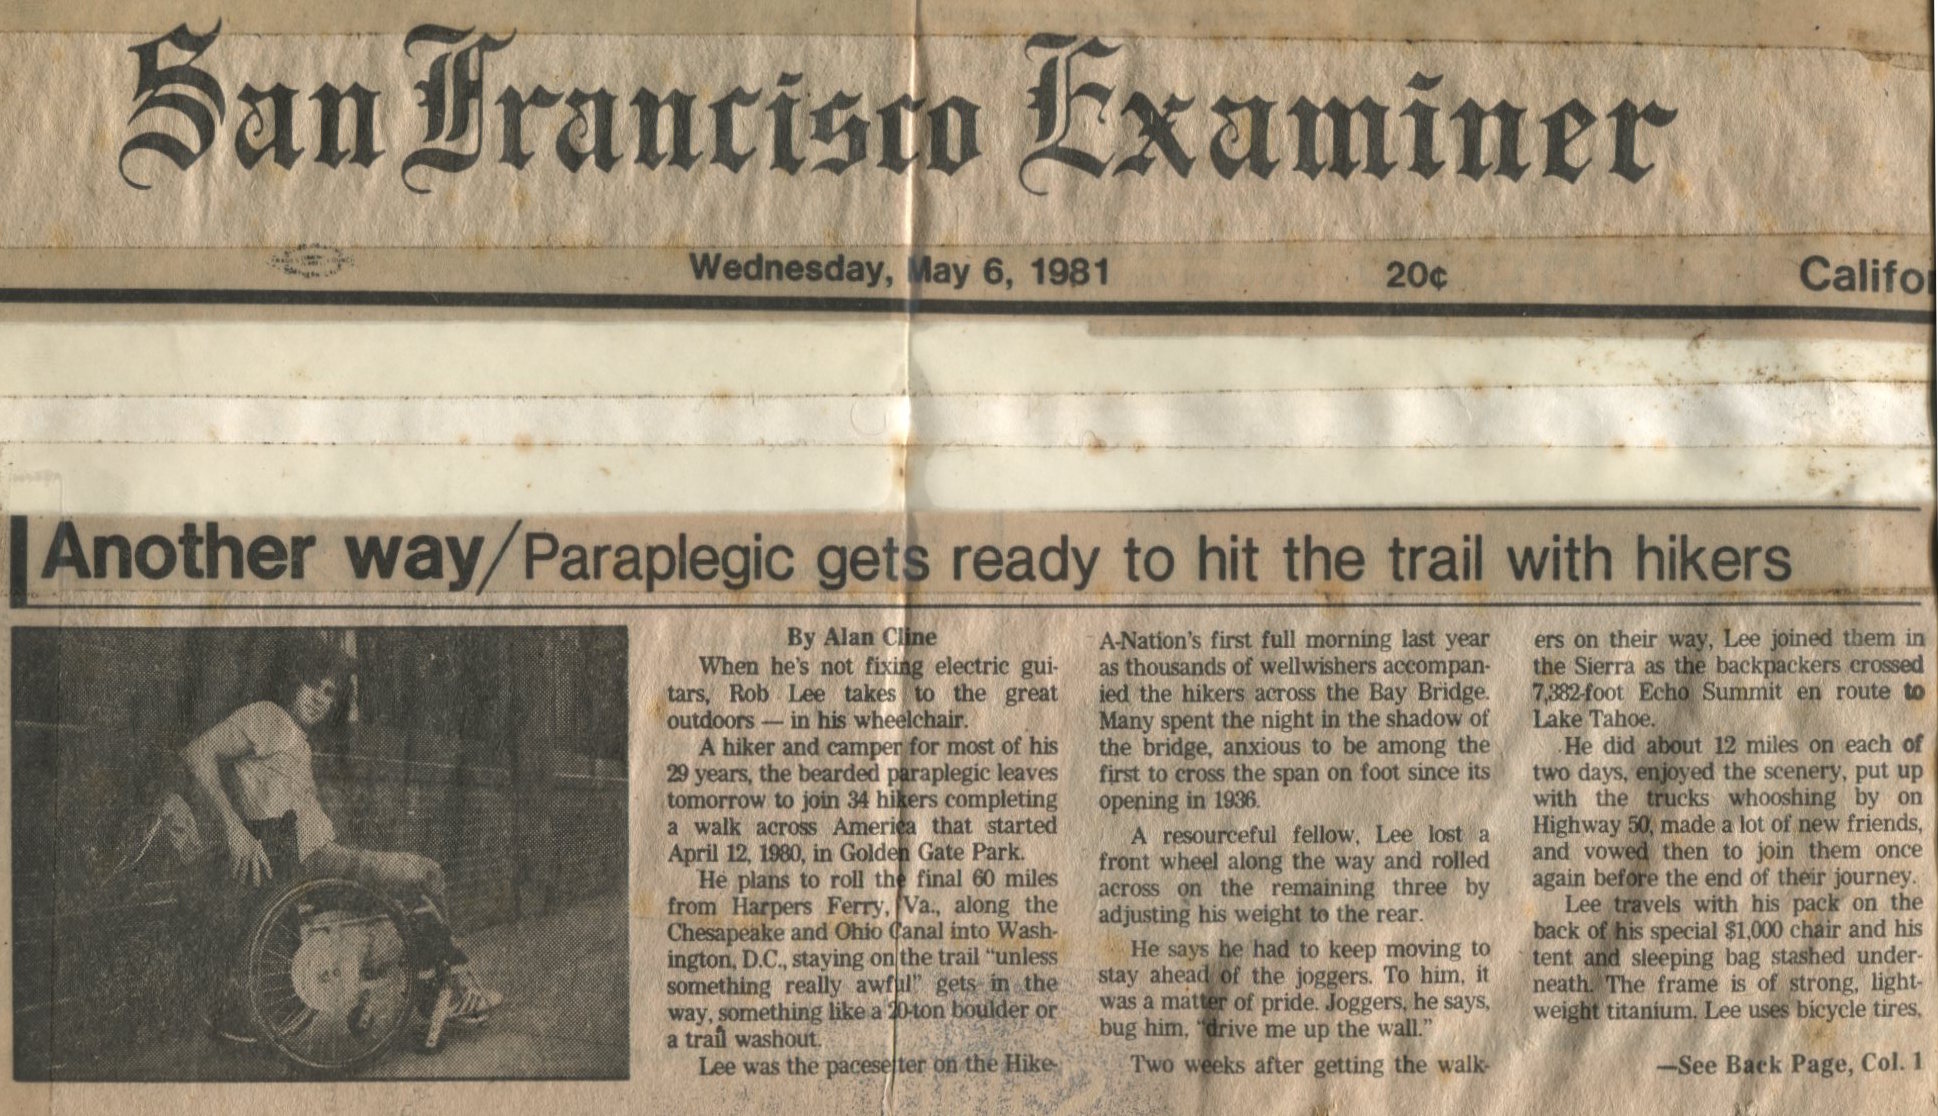 San Francisco Examiner
Wednesday, May 6, 1981 20¢ Califor
Another way/Paraplegic gets ready to hit the trail with hikers
By Alan Cline
When he's not fixing electric gui-
tars, Rob Lee takes to the great
outdoors — in his wheelchair.
A hiker and camper for most of his
29 years, the bearded paraplegic leaves
tomorrow to join 34 hikers completing
a walk across America that started
April 12, 1980, in Golden Gate Park.
He plans to roll the final 60 miles
from Harpers Ferry, Va., along the
Chesapeake and Ohio Canal into Wash-
ington, D.C., staying on the trail "unless
something really awful" gets in the
way, something like a 20-ton boulder or
a trail washout.
Lee was the pacesetter on the Hike-
A-Nation's first full morning last year
as thousands of wellwishers accompan-
ied the hikers across the Bay Bridge.
Many spent the night in the shadow of
the bridge, anxious to be among the
first to cross the span on foot since its
opening in 1936.
A resourceful fellow, Lee lost a
front wheel along the way and rolled
across on the remaining three by
adjusting his weight to the rear.
He says he had to keep moving to
stay ahead of the joggers. To him, it
was a matter of pride. Joggers, he says,
bug him, "drive me up the wall."
Two weeks after getting the walk-
ers on their way, Lee joined them in
the Sierra as the backpackers crossed
7,382-foot Echo Summit en route to
Lake Tahoe.
He did about 12 miles on each of
two days, enjoyed the scenery, put up
with the trucks whooshing by on
Highway 50, made a lot of new friends,
and vowed then to join them once
again before the end of their journey.
Lee travels with his pack on the
back of his special $1,000 chair and his
tent and sleeping bag stashed under-
neath. The frame is of strong, light-
weight titanium. Lee uses bicycle tires,
—See Back Page, Col. 1